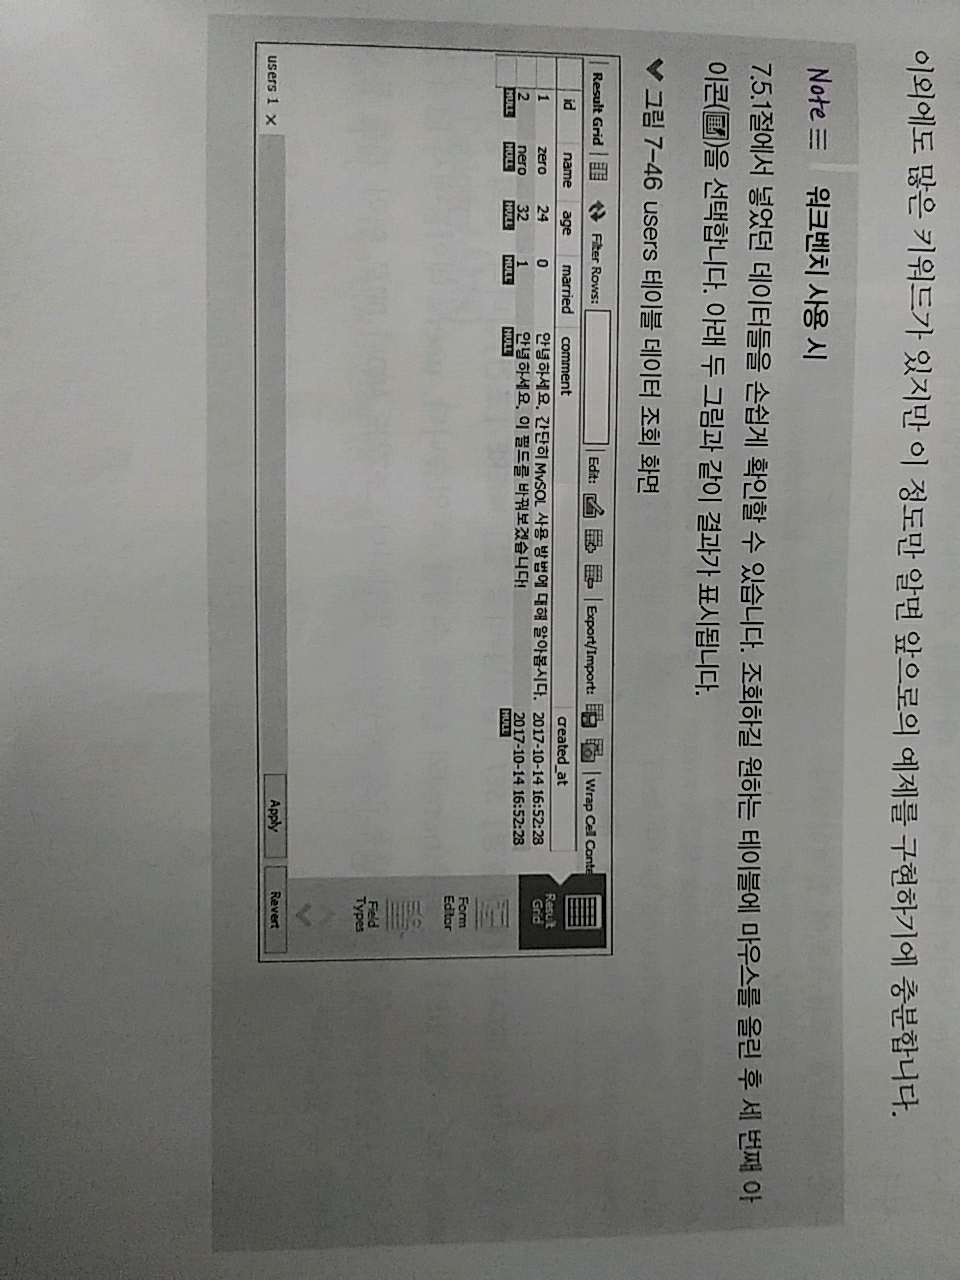 이외에도 많은 키워드가 있지만 이 정도만 알면 앞으로의 예제를 구현하기에 충분합니다.
Note 워크벤치 사용 시
7.5.1절에서 넣었던 데이터들을 손쉽게 확인할 수 있습니다. 조회하길 원하는 테이블에 마우스를 올린 후 세 번째 아
이콘()을 선택합니다. 아래 두 그림과 같이 결과가 표시됩니다.
그림 7-46 users 테이블 데이터 조회 화면
Result Grid Filter Rows: Edit: Export/Import: Wrap Cell Conte
id name age married comment created_at
1 zero 24 0 안녕하세요. 간단히 MySQL 사용 방법에 대해 알아봅시다. 2017-10-14 16:52:28
2 nero 32 1 안녕하세요. 이 필드를 바꿔보겠습니다! 2017-10-14 16:52:28
NULL NULL NULL NULL NULL NULL
Result
Grid
Form
Editor
Field
Types
users 1 × Apply Revert